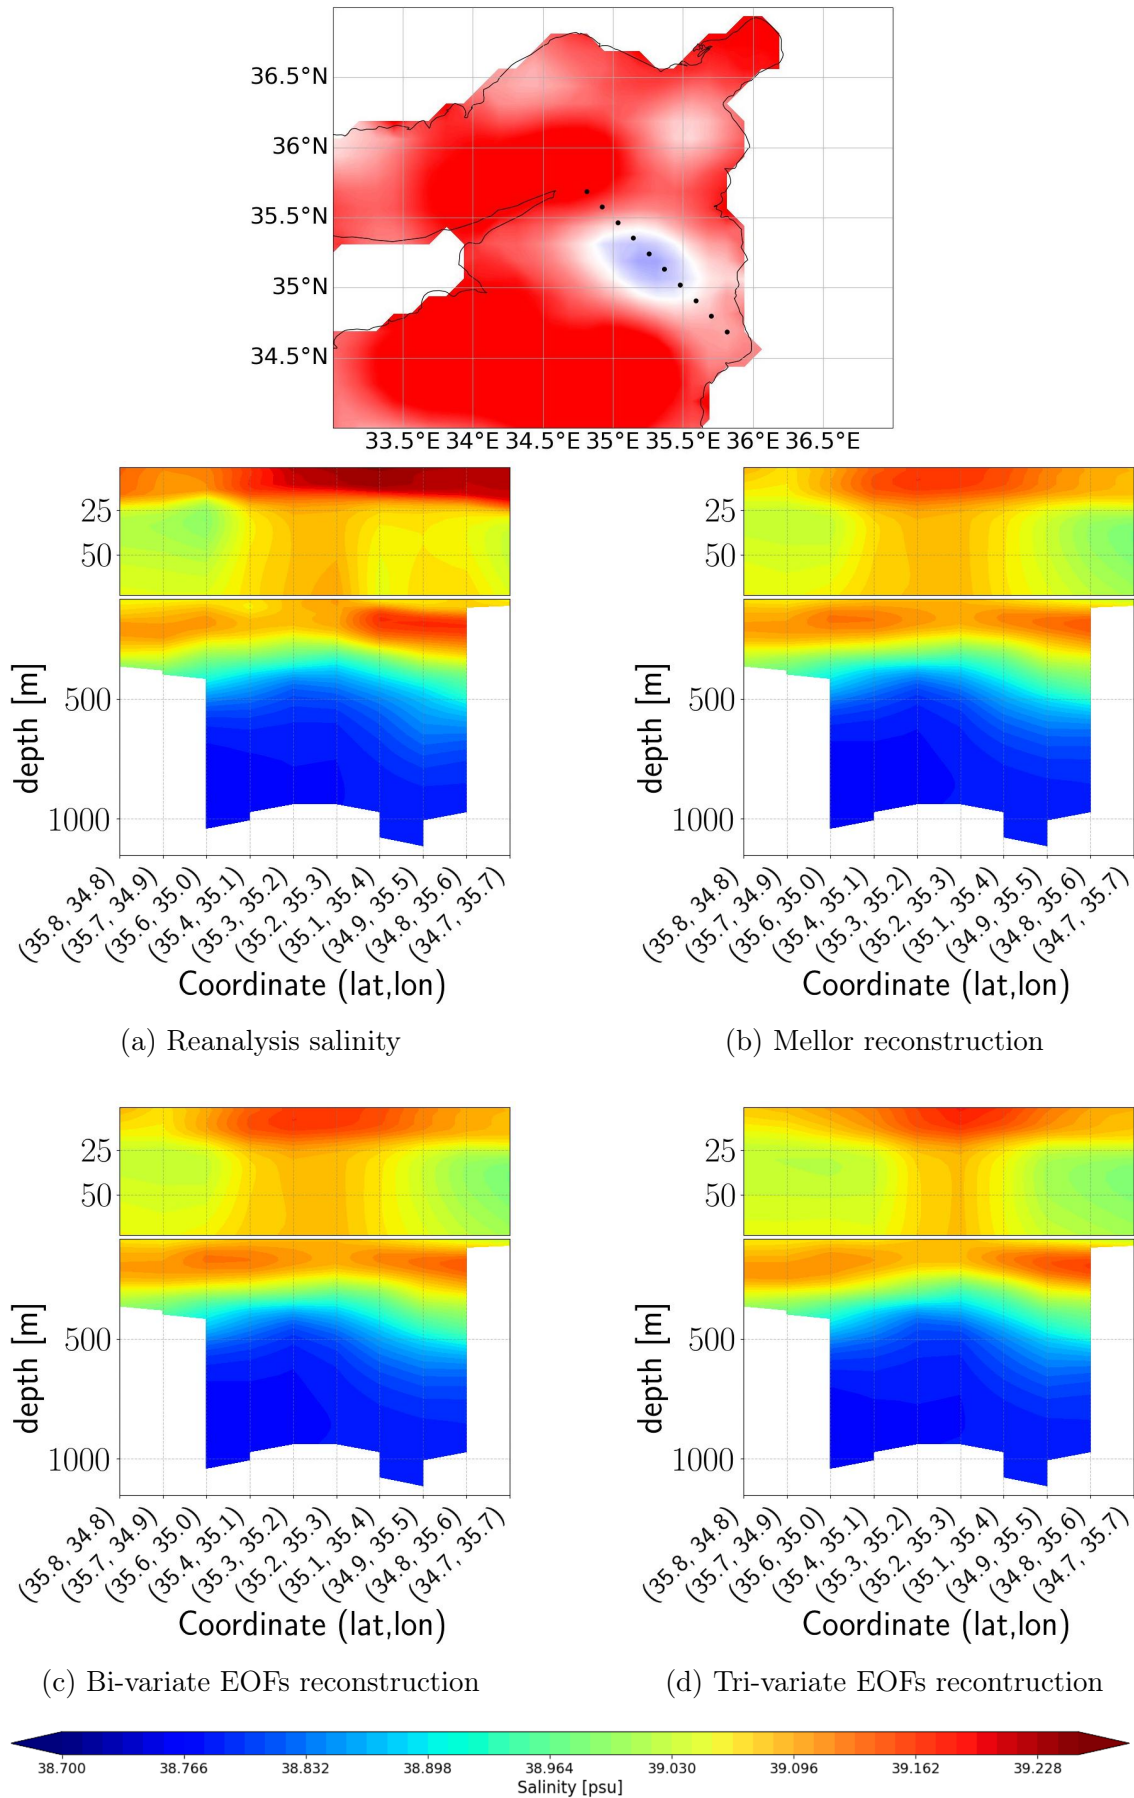 36.5°N
36°N
35.5°N
35°N
34.5°N
33.5°E 34°E 34.5°E 35°E 35.5°E 36°E 36.5°E
25
50
depth [m]
500
1000
(35.8, 34.8)
(35.7, 34.9)
(35.6, 35.0)
(35.4, 35.1)
(35.3, 35.2)
(35.2, 35.3)
(35.1, 35.4)
(34.9, 35.5)
(34.8, 35.6)
(34.7, 35.7)
Coordinate (lat,lon)
(a) Reanalysis salinity
25
50
depth [m]
500
1000
(35.8, 34.8)
(35.7, 34.9)
(35.6, 35.0)
(35.4, 35.1)
(35.3, 35.2)
(35.2, 35.3)
(35.1, 35.4)
(34.9, 35.5)
(34.8, 35.6)
(34.7, 35.7)
Coordinate (lat,lon)
(b) Mellor reconstruction
25
50
depth [m]
500
1000
(35.8, 34.8)
(35.7, 34.9)
(35.6, 35.0)
(35.4, 35.1)
(35.3, 35.2)
(35.2, 35.3)
(35.1, 35.4)
(34.9, 35.5)
(34.8, 35.6)
(34.7, 35.7)
Coordinate (lat,lon)
(c) Bi-variate EOFs reconstruction
25
50
depth [m]
500
1000
(35.8, 34.8)
(35.7, 34.9)
(35.6, 35.0)
(35.4, 35.1)
(35.3, 35.2)
(35.2, 35.3)
(35.1, 35.4)
(34.9, 35.5)
(34.8, 35.6)
(34.7, 35.7)
Coordinate (lat,lon)
(d) Tri-variate EOFs recontruction
38.700 38.766 38.832 38.898 38.964 39.030 39.096 39.162 39.228
Salinity [psu]